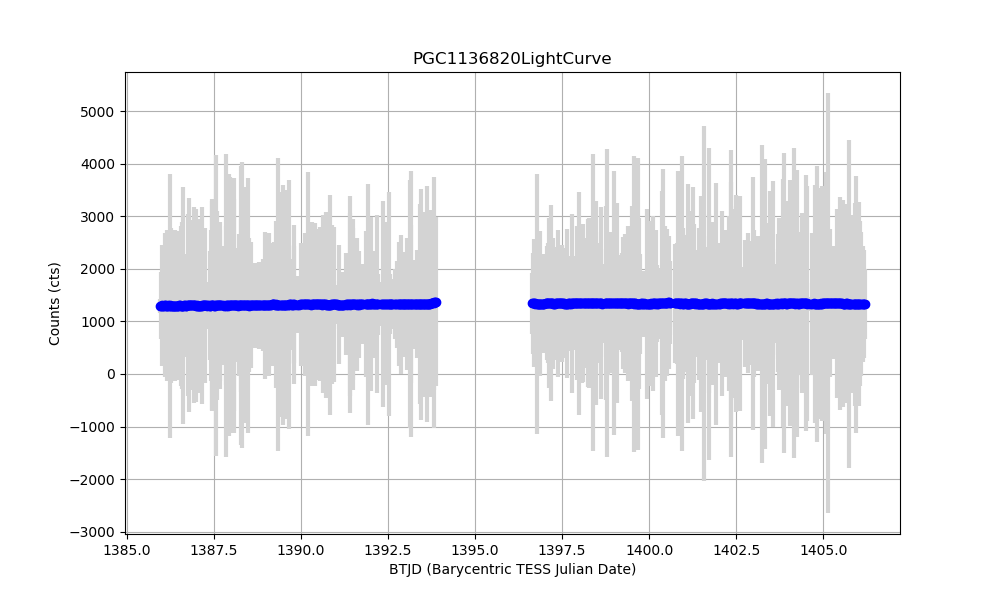 PGC1136820LightCurve
5000
4000
3000
2000
1000
0
−1000
−2000
−3000
Counts (cts)
1385.0 1387.5 1390.0 1392.5 1395.0 1397.5 1400.0 1402.5 1405.0
BTJD (Barycentric TESS Julian Date)